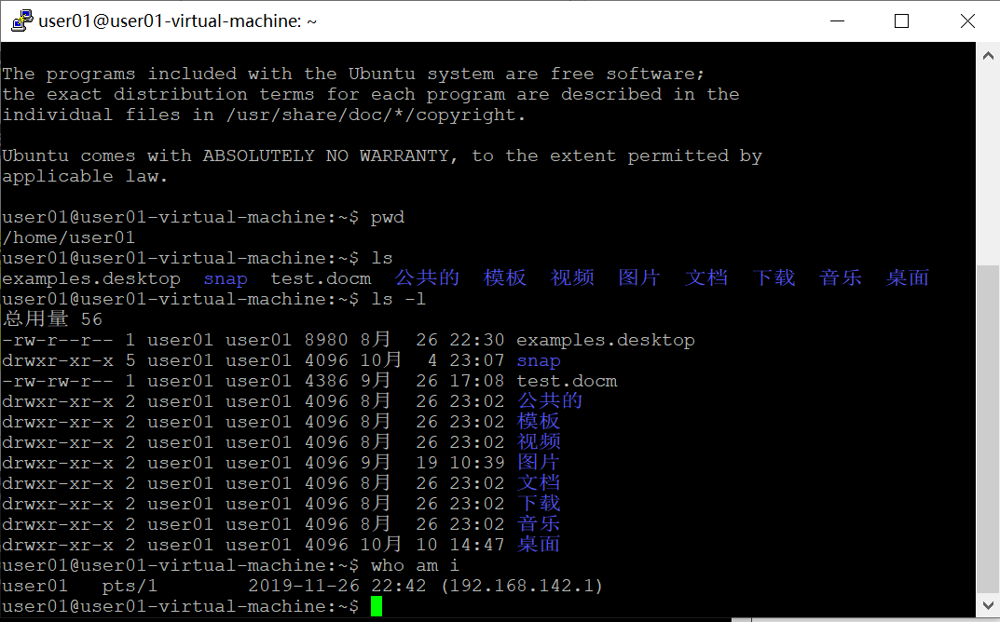 user01@user01-virtual-machine: ~
The programs included with the Ubuntu system are free software;
the exact distribution terms for each program are described in the
individual files in /usr/share/doc/*/copyright.
Ubuntu comes with ABSOLUTELY NO WARRANTY, to the extent permitted by
applicable law.
user01@user01-virtual-machine:~$ pwd
/home/user01
user01@user01-virtual-machine:~$ ls
examples.desktop  snap  test.docm  公共的  模板  视频  图片  文档  下载  音乐  桌面
user01@user01-virtual-machine:~$ ls -l
总用量 56
-rw-r--r-- 1 user01 user01 8980 8月  26 22:30 examples.desktop
drwxr-xr-x 5 user01 user01 4096 10月  4 23:07 snap
-rw-rw-r-- 1 user01 user01 4386 9月  26 17:08 test.docm
drwxr-xr-x 2 user01 user01 4096 8月  26 23:02 公共的
drwxr-xr-x 2 user01 user01 4096 8月  26 23:02 模板
drwxr-xr-x 2 user01 user01 4096 8月  26 23:02 视频
drwxr-xr-x 2 user01 user01 4096 9月  19 10:39 图片
drwxr-xr-x 2 user01 user01 4096 8月  26 23:02 文档
drwxr-xr-x 2 user01 user01 4096 8月  26 23:02 下载
drwxr-xr-x 2 user01 user01 4096 8月  26 23:02 音乐
drwxr-xr-x 2 user01 user01 4096 10月 10 14:47 桌面
user01@user01-virtual-machine:~$ who am i
user01   pts/1        2019-11-26 22:42 (192.168.142.1)
user01@user01-virtual-machine:~$